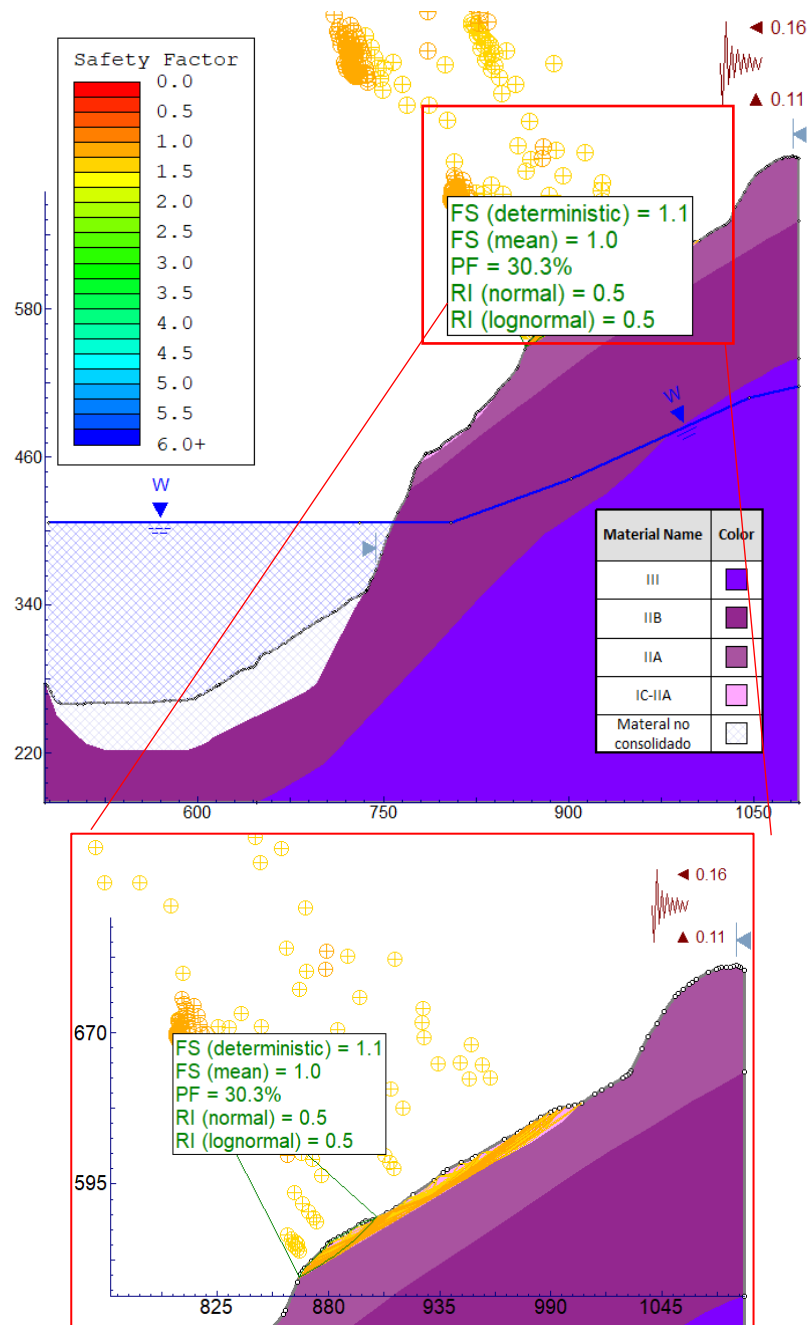 0.16
0.11
Safety Factor
0.0
0.5
1.0
1.5
2.0
2.5
3.0
3.5
4.0
4.5
5.0
5.5
6.0+
FS (deterministic) = 1.1
FS (mean) = 1.0
PF = 30.3%
RI (normal) = 0.5
RI (lognormal) = 0.5
580
460
340
220
W
W
Material Name Color
III
IIB
IIA
IC-IIA
Materal no
consolidado
600 750 900 1050
0.16
0.11
670
595
FS (deterministic) = 1.1
FS (mean) = 1.0
PF = 30.3%
RI (normal) = 0.5
RI (lognormal) = 0.5
825 880 935 990 1045